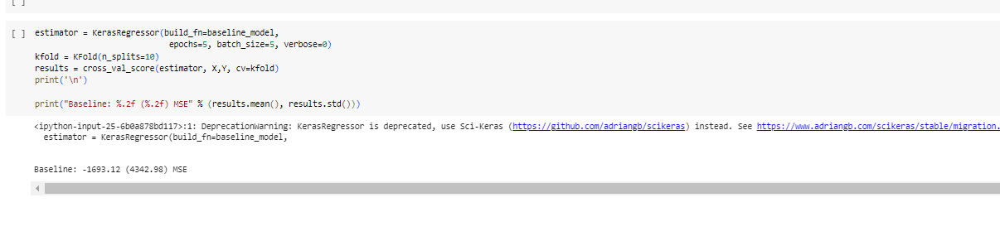 [ ]
[ ] estimator = KerasRegressor(build_fn=baseline_model,
epochs=5, batch_size=5, verbose=0)
kfold = KFold(n_splits=10)
results = cross_val_score(estimator, X,Y, cv=kfold)
print('\n')
print("Baseline: %.2f (%.2f) MSE" % (results.mean(), results.std()))
<ipython-input-25-6b0a878bd117>:1: DeprecationWarning: KerasRegressor is deprecated, use Sci-Keras (https://github.com/adriangb/scikeras) instead. See https://www.adriangb.com/scikeras/stable/migration.
estimator = KerasRegressor(build_fn=baseline_model,
Baseline: -1693.12 (4342.98) MSE